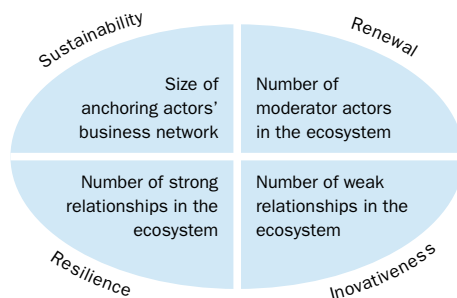 Sustainability
Renewal
Size of
anchoring actors’
business network
Number of
moderator actors
in the ecosystem
Number of strong
relationships in the
ecosystem
Number of weak
relationships in the
ecosystem
Resilience
Inovativeness